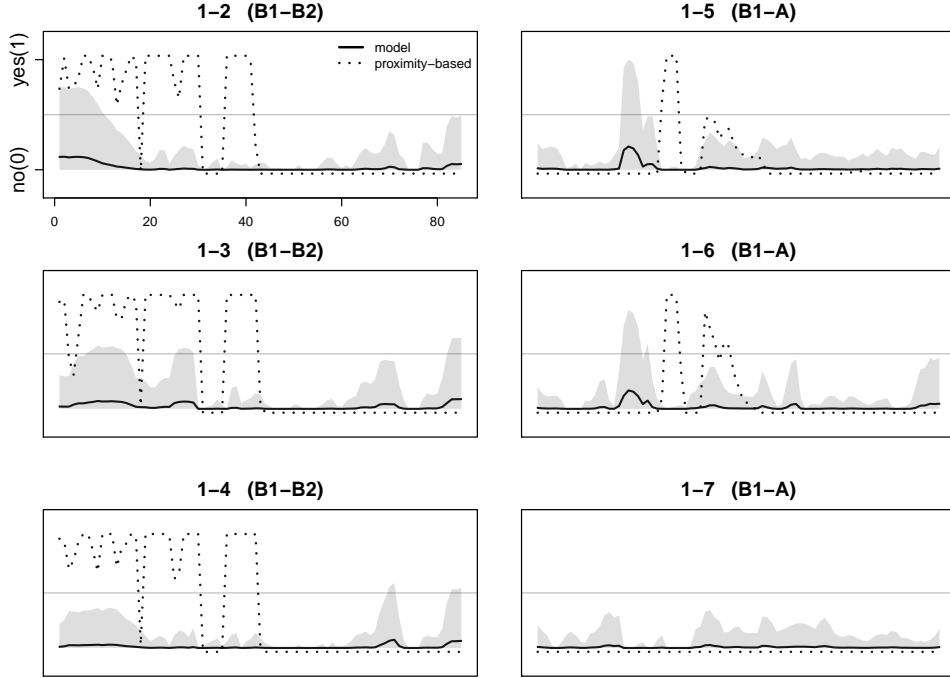 1−2 (B1−B2)
1−5 (B1−A)
yes(1)
no(0)
model
proximity−based
0 20 40 60 80
1−3 (B1−B2)
1−6 (B1−A)
1−4 (B1−B2)
1−7 (B1−A)